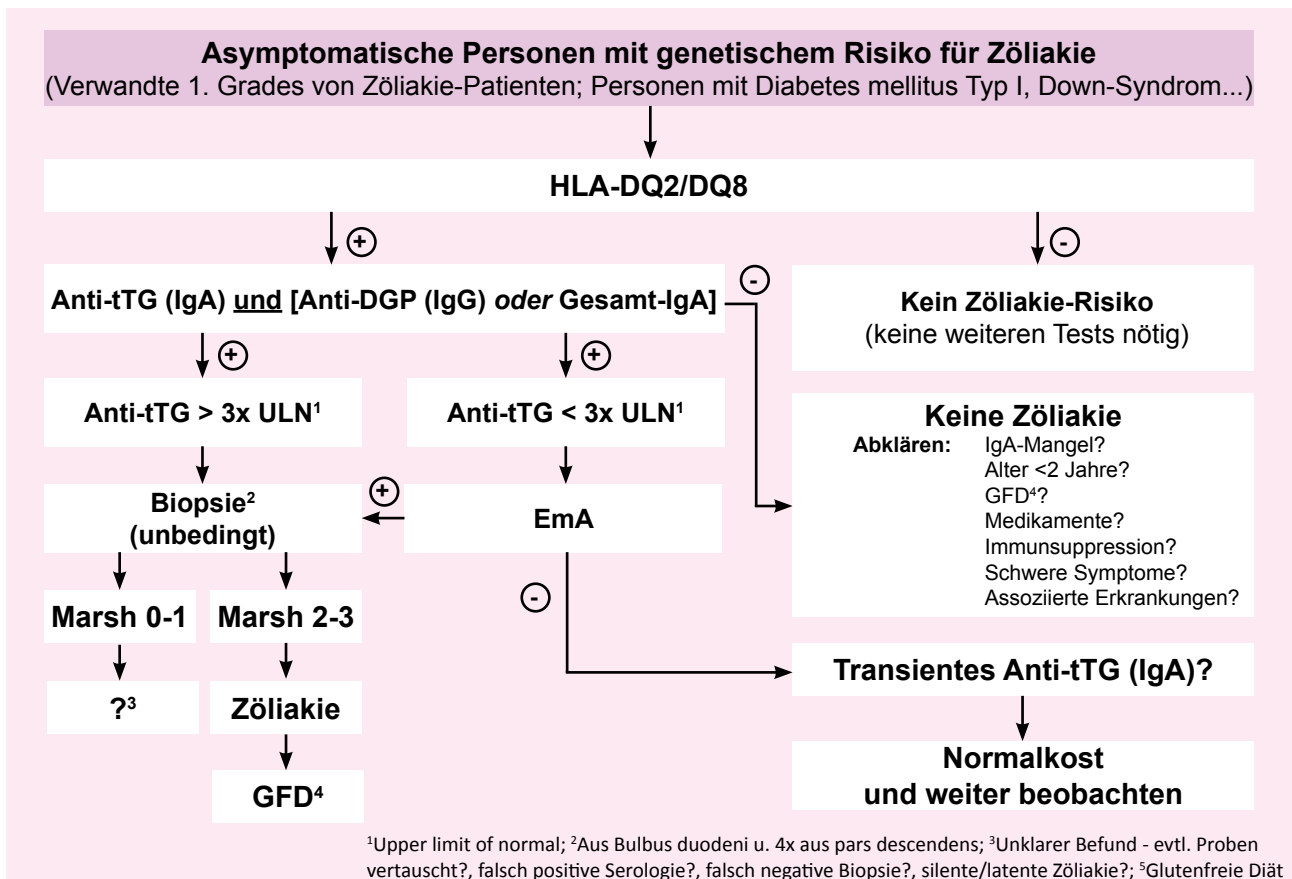 Asymptomatische Personen mit genetischem Risiko für Zöliakie
(Verwandte 1. Grades von Zöliakie-Patienten; Personen mit Diabetes mellitus Typ I, Down-Syndrom...)
HLA-DQ2/DQ8
+
-
Anti-tTG (IgA) und [Anti-DGP (IgG) oder Gesamt-IgA]
-
Kein Zöliakie-Risiko
(keine weiteren Tests nötig)
+
+
Anti-tTG > 3x ULN¹
Anti-tTG < 3x ULN¹
Keine Zöliakie
Abklären: IgA-Mangel?
Alter <2 Jahre?
GFD⁴?
Medikamente?
Immunsuppression?
Schwere Symptome?
Assoziierte Erkrankungen?
Biopsie²
(unbedingt)
+
EmA
-
Marsh 0-1
Marsh 2-3
Transientes Anti-tTG (IgA)?
?³
Zöliakie
Normalkost
und weiter beobachten
GFD⁴
¹Upper limit of normal; ²Aus Bulbus duodeni u. 4x aus pars descendens; ³Unklarer Befund - evtl. Proben
vertauscht?, falsch positive Serologie?, falsch negative Biopsie?, silente/latente Zöliakie?; ⁵Glutenfreie Diät